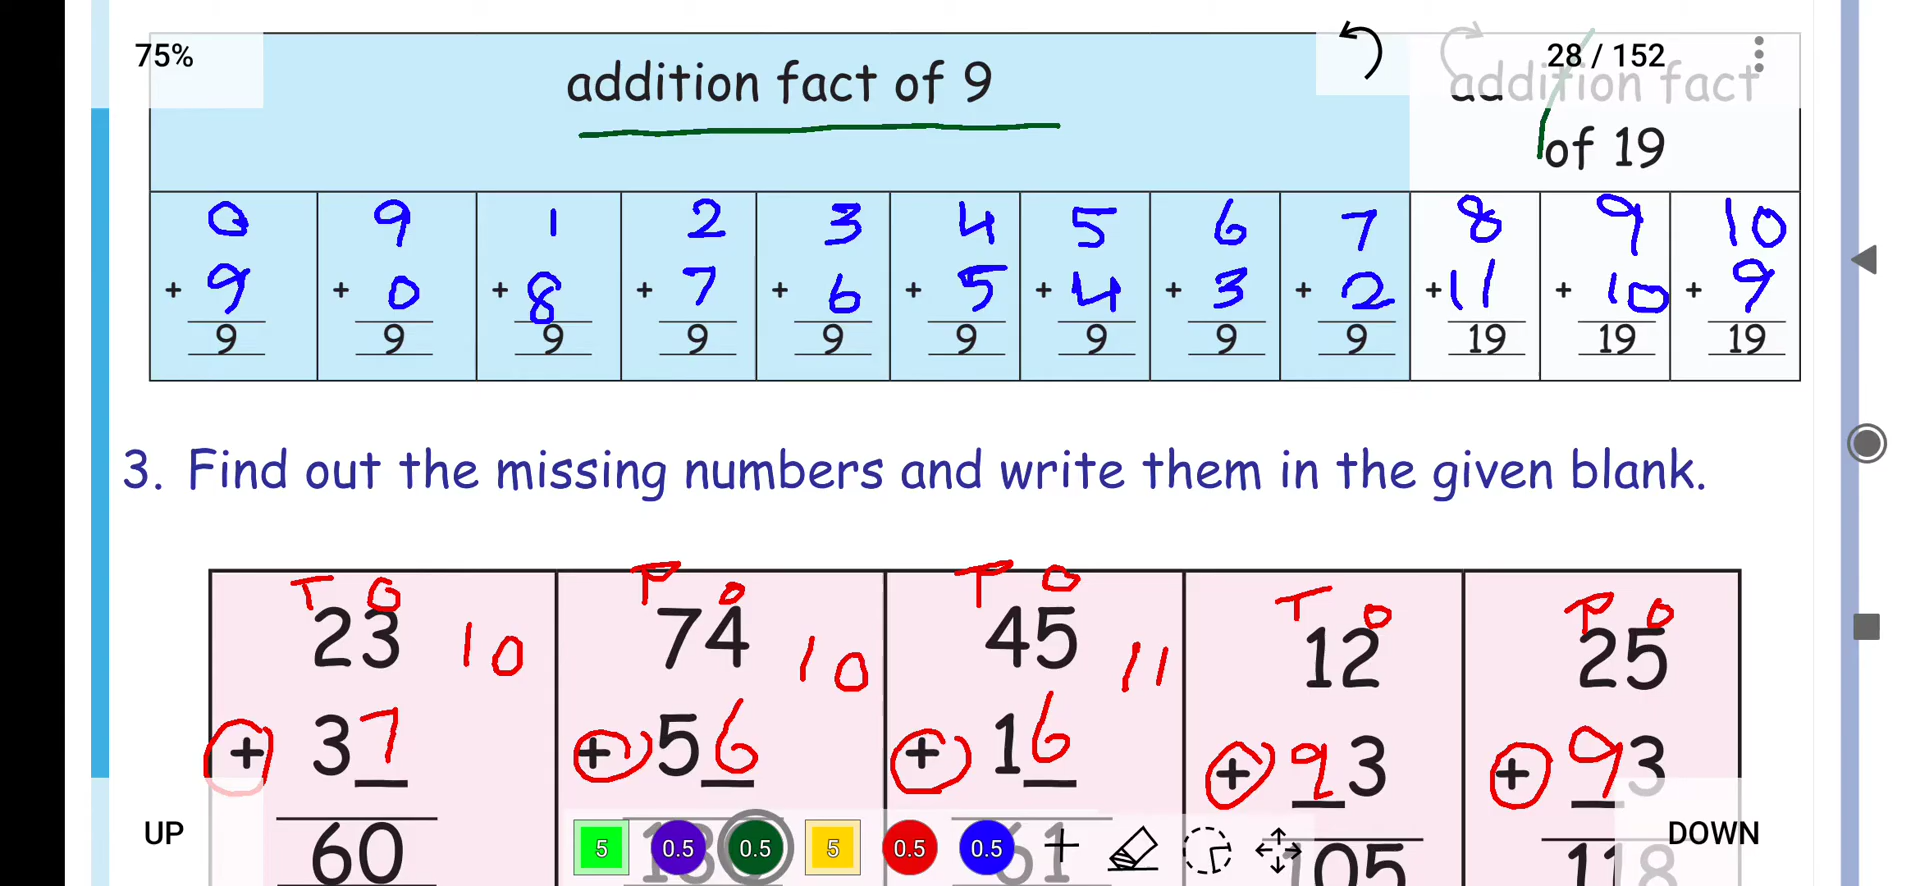 75%
28 / 152
addition fact of 9
addition fact
of 19
0 9 1 2 3 4 5 6 7 8 9 10
+ 9 + 0 + 8 + 7 + 6 + 5 + 4 + 3 + 2 + 11 + 10 + 9
9 9 9 9 9 9 9 9 9 19 19 19
3. Find out the missing numbers and write them in the given blank.
T O T O T O T O T O
23 10 74 10 45 11 12 25
+ 37 + 56 + 16 + 93 + 93
UP 5 0.5 0.5 5 0.5 0.5 DOWN
60 130 61 105 118